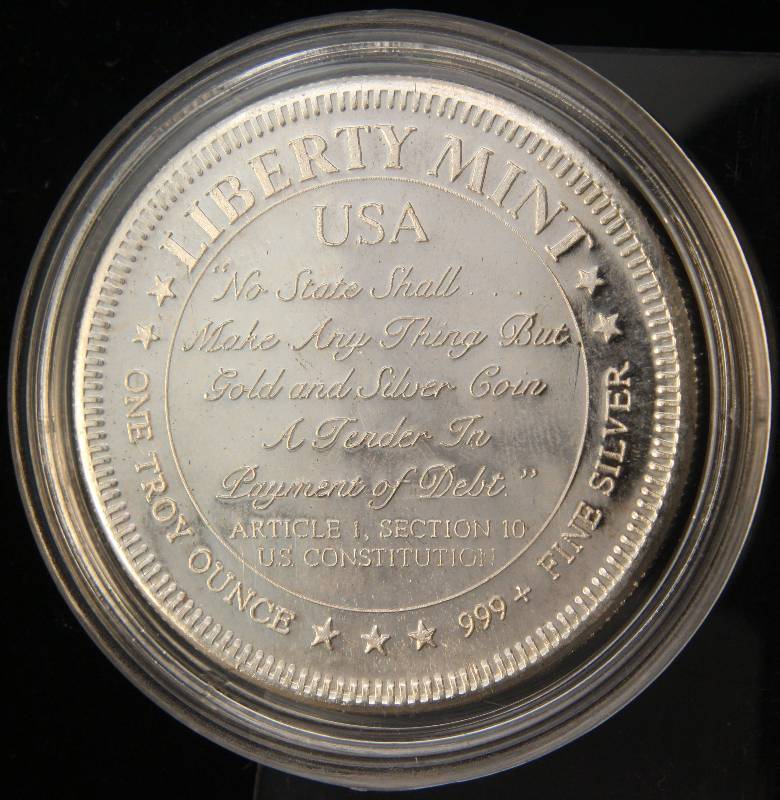 LIBERTY MINT
USA
"No State Shall . . .
Make Any Thing But
Gold and Silver Coin
A Tender In
Payment of Debt."
ARTICLE 1, SECTION 10
U.S. CONSTITUTION
ONE TROY OUNCE
999+ FINE SILVER